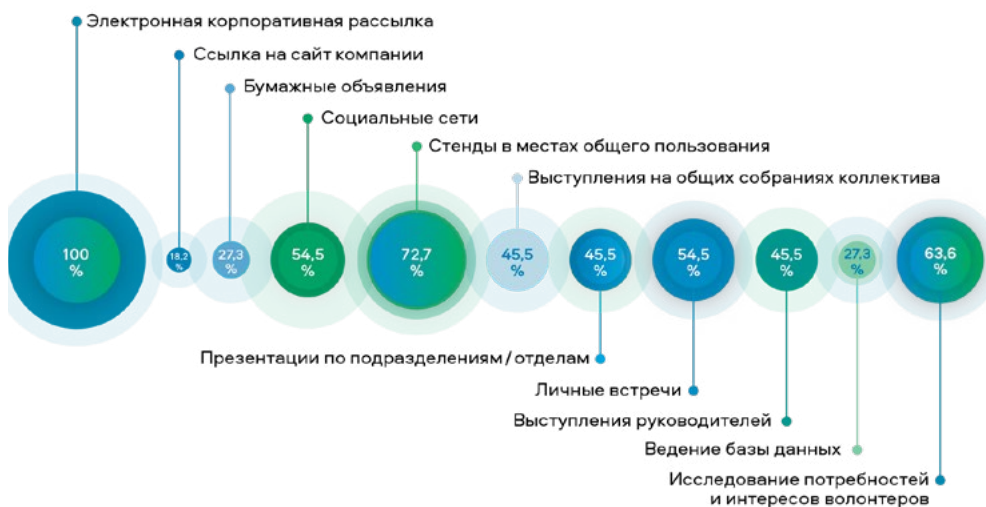 Электронная корпоративная рассылка
Ссылка на сайт компании
Бумажные объявления
Социальные сети
Стенды в местах общего пользования
Выступления на общих собраниях коллектива
100
%
18,2
%
27,3
%
54,5
%
72,7
%
45,5
%
45,5
%
54,5
%
45,5
%
27,3
%
63,6
%
Презентации по подразделениям / отделам
Личные встречи
Выступления руководителей
Ведение базы данных
Исследование потребностей
и интересов волонтеров